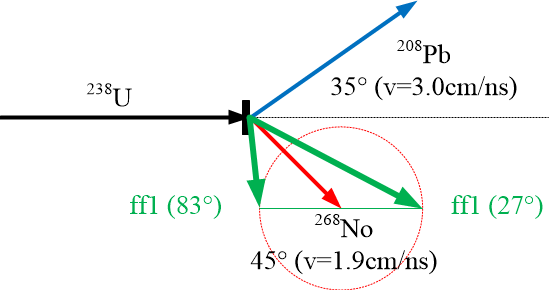 ²⁰⁸Pb
²³⁸U
35° (v=3.0cm/ns)
ff1 (83°)
ff1 (27°)
²⁶⁸No
45° (v=1.9cm/ns)